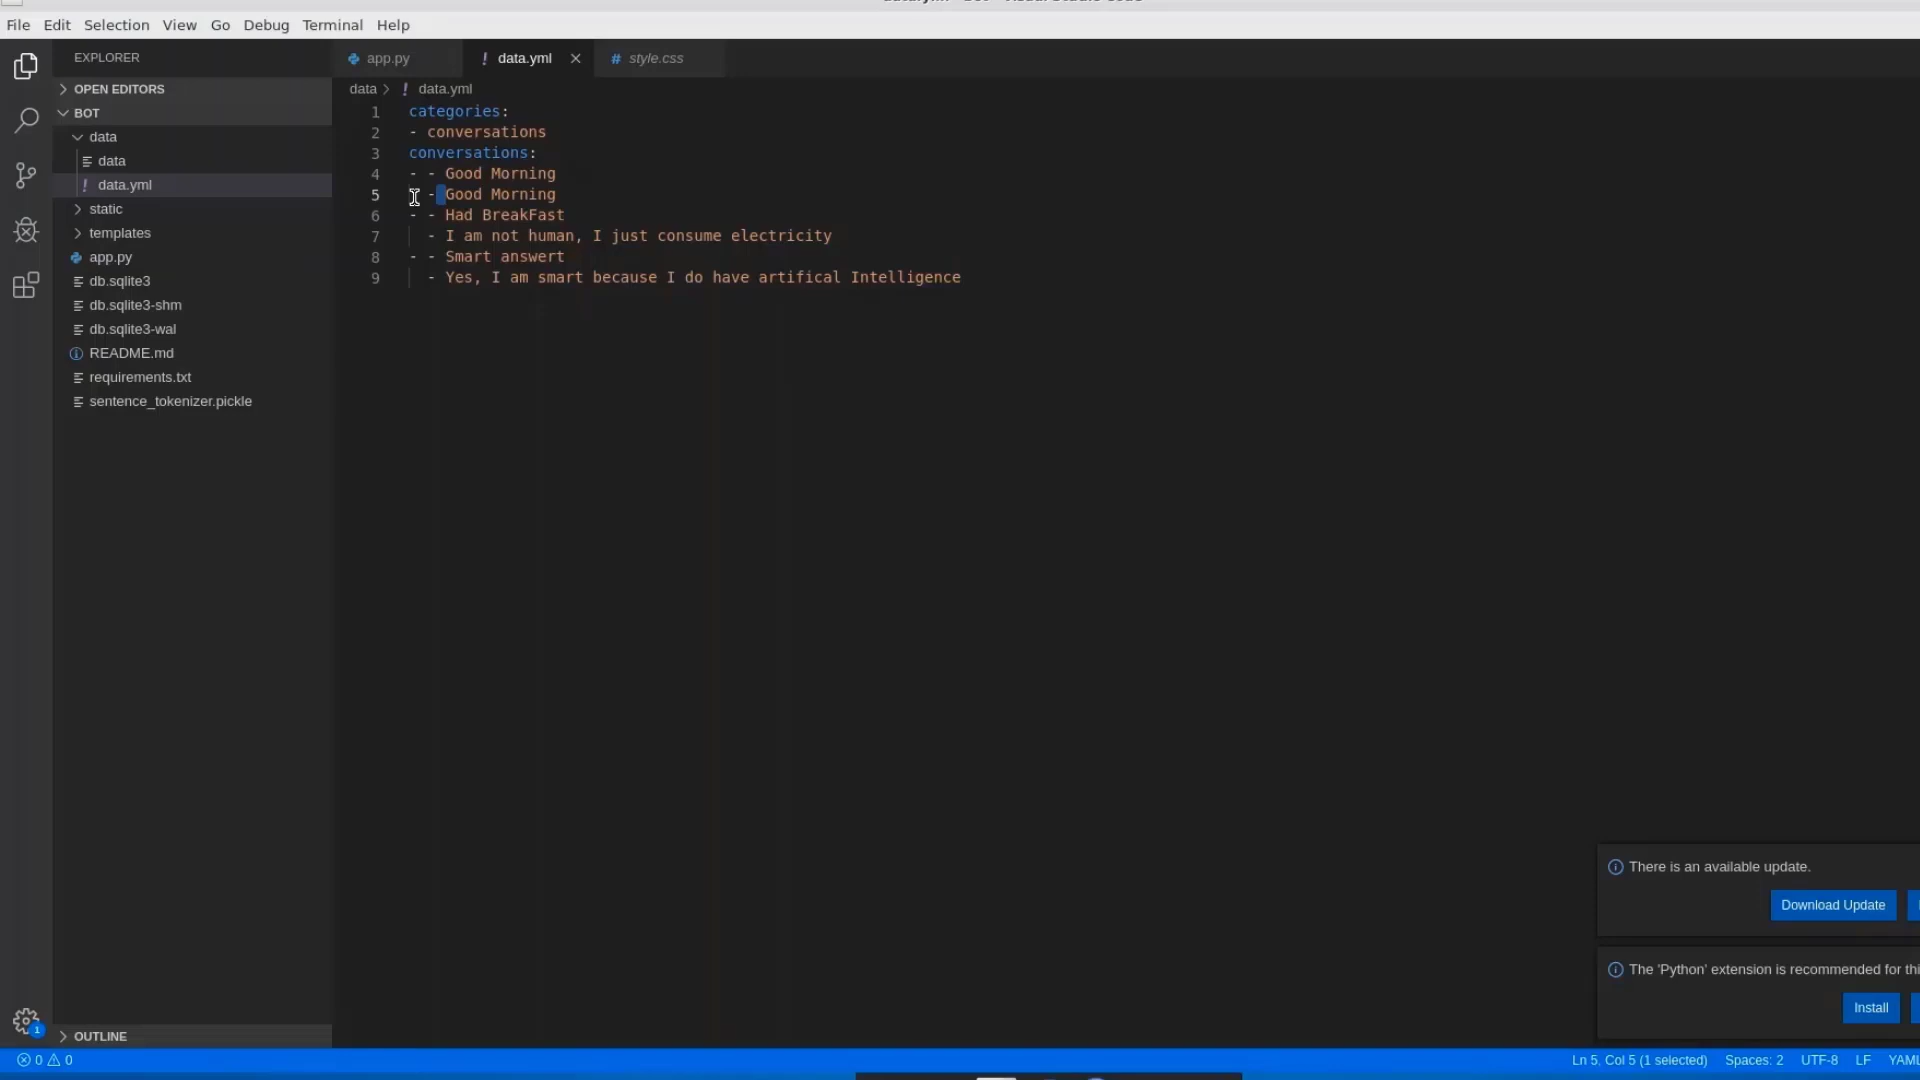 File Edit Selection View Go Debug Terminal Help
EXPLORER
OPEN EDITORS
BOT
data
data
data.yml
static
templates
app.py
db.sqlite3
db.sqlite3-shm
db.sqlite3-wal
README.md
requirements.txt
sentence_tokenizer.pickle
OUTLINE
app.py
! data.yml
# style.css
data > ! data.yml
1 categories:
2 - conversations
3 conversations:
4 - - Good Morning
5 - Good Morning
6 - - Had BreakFast
7 - I am not human, I just consume electricity
8 - - Smart answert
9 - Yes, I am smart because I do have artifical Intelligence
There is an available update.
Download Update
The 'Python' extension is recommended for thi
Install
1
0 0
Ln 5, Col 5 (1 selected) Spaces: 2 UTF-8 LF YAML